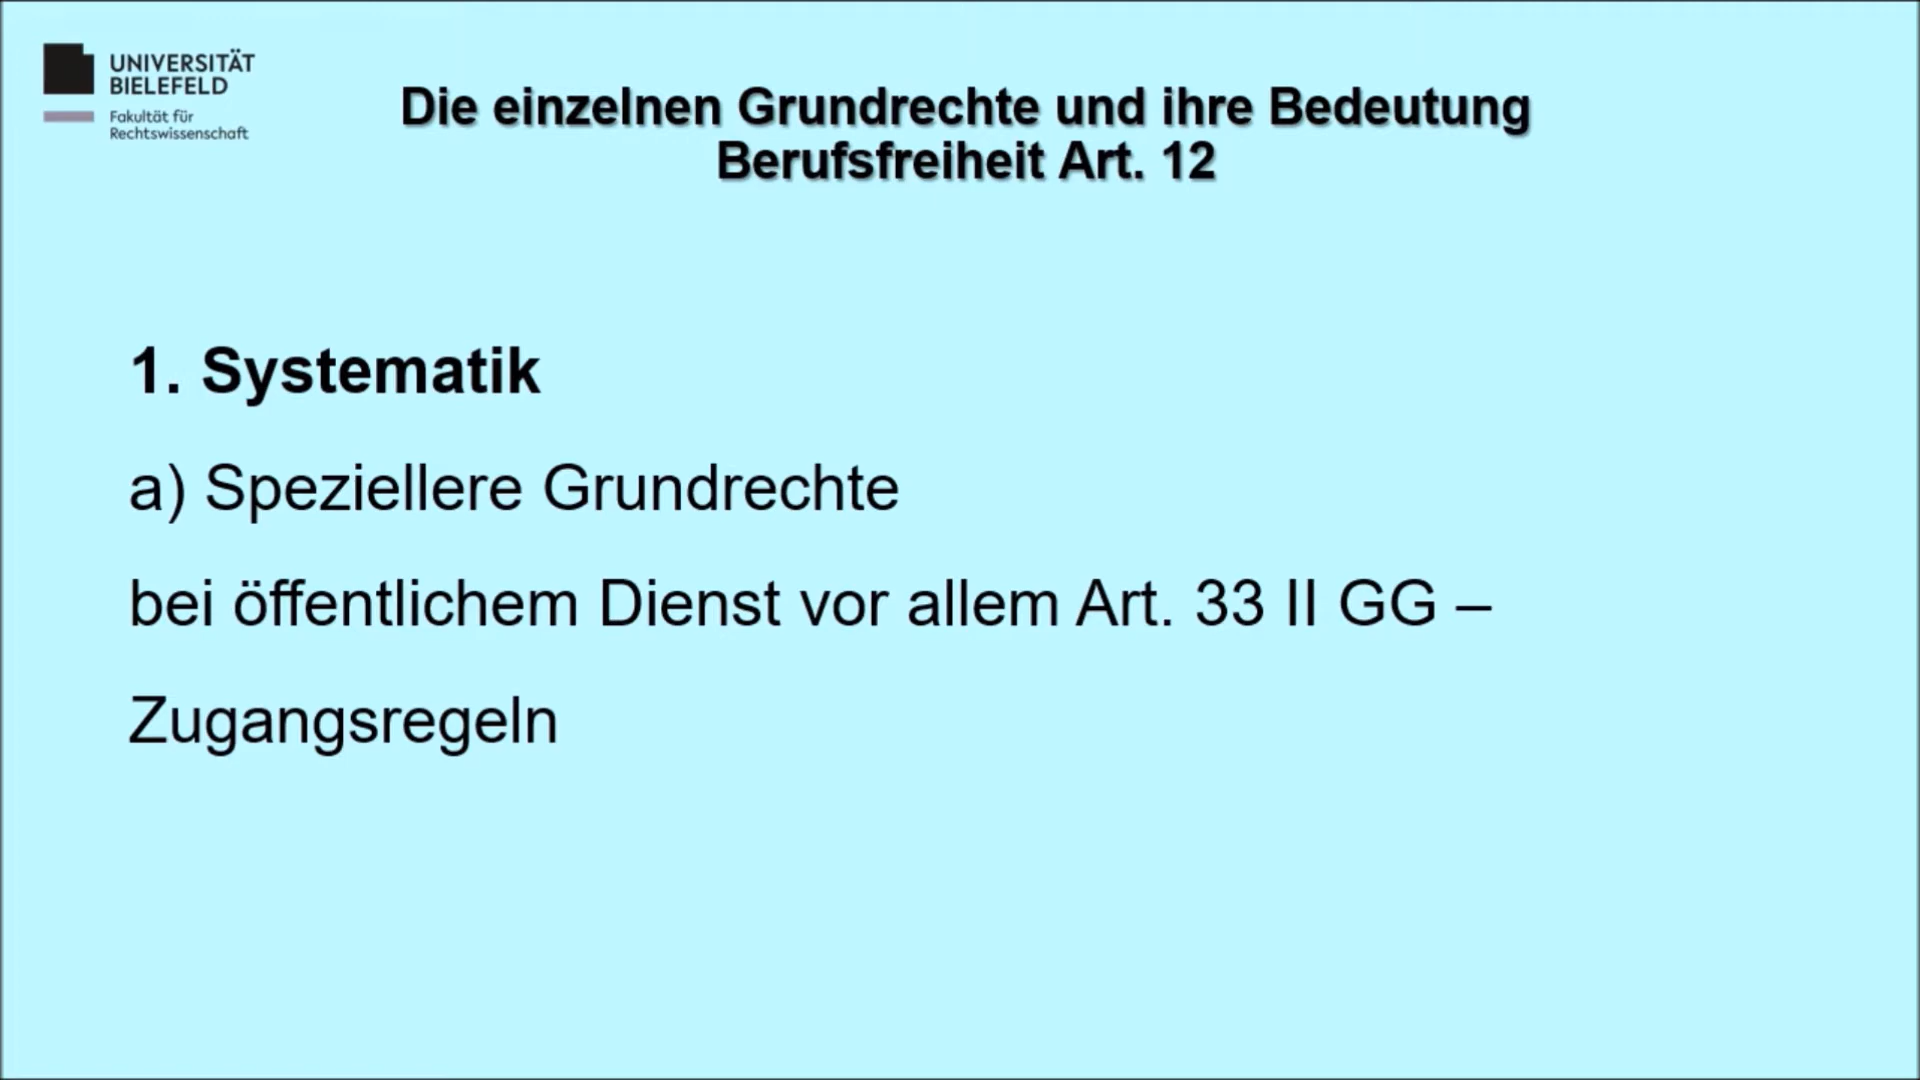 UNIVERSITÄT
BIELEFELD
Fakultät für
Rechtswissenschaft
Die einzelnen Grundrechte und ihre Bedeutung
Berufsfreiheit Art. 12
1. Systematik
a) Speziellere Grundrechte
bei öffentlichem Dienst vor allem Art. 33 II GG –
Zugangsregeln